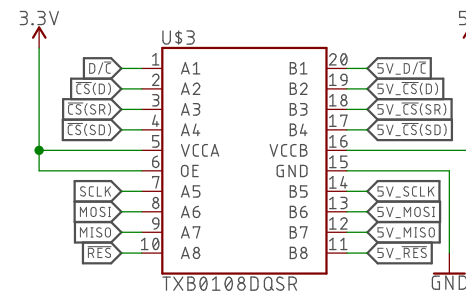 3.3V U$3 5
D/C 1 A1 B1 20 5V_D/C
CS(D) 2 A2 B2 19 5V_CS(D)
CS(SR) 3 A3 B3 18 5V_CS(SR)
CS(SD) 4 A4 B4 17 5V_CS(SD)
5 VCCA VCCB 16
6 OE GND 15
SCLK 7 A5 B5 14 5V_SCLK
MOSI 8 A6 B6 13 5V_MOSI
MISO 9 A7 B7 12 5V_MISO
RES 10 A8 B8 11 5V_RES
TXB0108DQSR GND